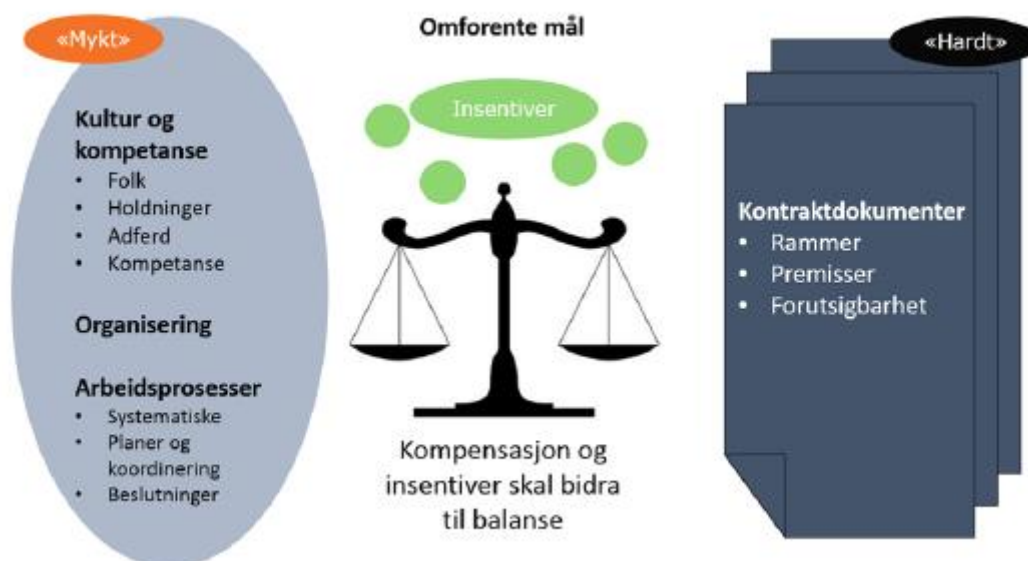 «Mykt»
Kultur og
kompetanse
• Folk
• Holdninger
• Adferd
• Kompetanse
Organisering
Arbeidsprosesser
• Systematiske
• Planer og
koordinering
• Beslutninger
Omforente mål
Insentiver
Kompensasjon og
insentiver skal bidra
til balanse
«Hardt»
Kontraktdokumenter
• Rammer
• Premisser
• Forutsigbarhet